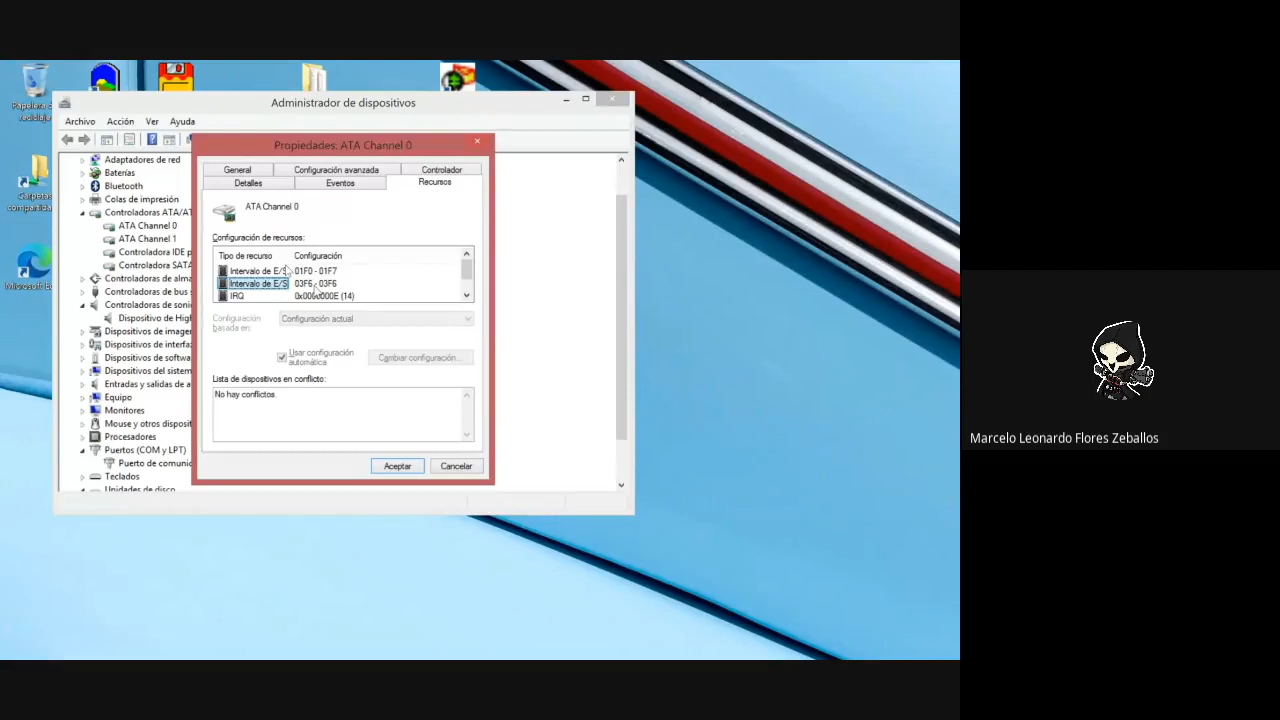 Papelera de
reciclaje
Carpetas
compartida
Microsoft E
Administrador de dispositivos
Archivo Acción Ver Ayuda
Adaptadores de red
Baterías
Bluetooth
Colas de impresión
Controladoras ATA/AT
ATA Channel 0
ATA Channel 1
Controladora IDE p
Controladora SATA
Controladoras de alma
Controladoras de bus
Controladoras de soni
Dispositivo de High
Dispositivos de imager
Dispositivos de interfa
Dispositivos de softwa
Dispositivos del sistem
Entradas y salidas de a
Equipo
Monitores
Mouse y otros disposit
Procesadores
Puertos (COM y LPT)
Puerto de comunic
Teclados
Unidades de disco
Propiedades: ATA Channel 0
General Configuración avanzada Controlador
Detalles Eventos Recursos
ATA Channel 0
Configuración de recursos:
Tipo de recurso Configuración
Intervalo de E/S 01F0 - 01F7
Intervalo de E/S 03F6 - 03F6
IRQ 0x0000000E (14)
Configuración
basada en:
Configuración actual
Usar configuración
automática
Cambiar configuración...
Lista de dispositivos en conflicto:
No hay conflictos.
Aceptar Cancelar
Marcelo Leonardo Flores Zeballos